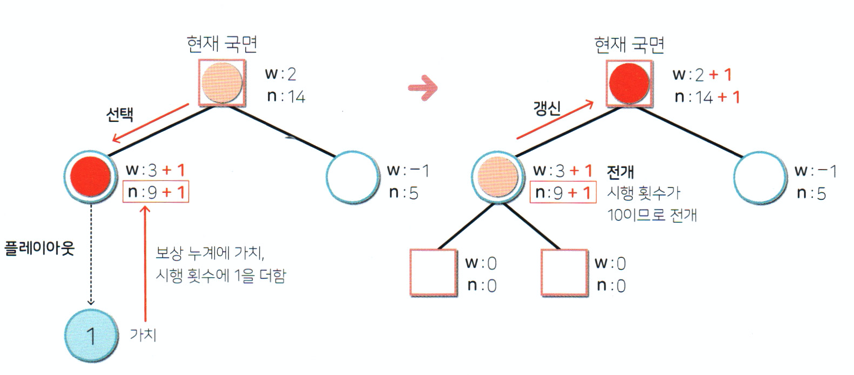 현재 국면
w:2
n:14
선택
w:3+1
n:9+1
w:-1
n:5
플레이아웃
보상 누계에 가치,
시행 횟수에 1을 더함
1
가치
현재 국면
w:2+1
n:14+1
갱신
w:3+1
n:9+1
전개
시행 횟수가
10이므로 전개
w:-1
n:5
w:0
n:0
w:0
n:0